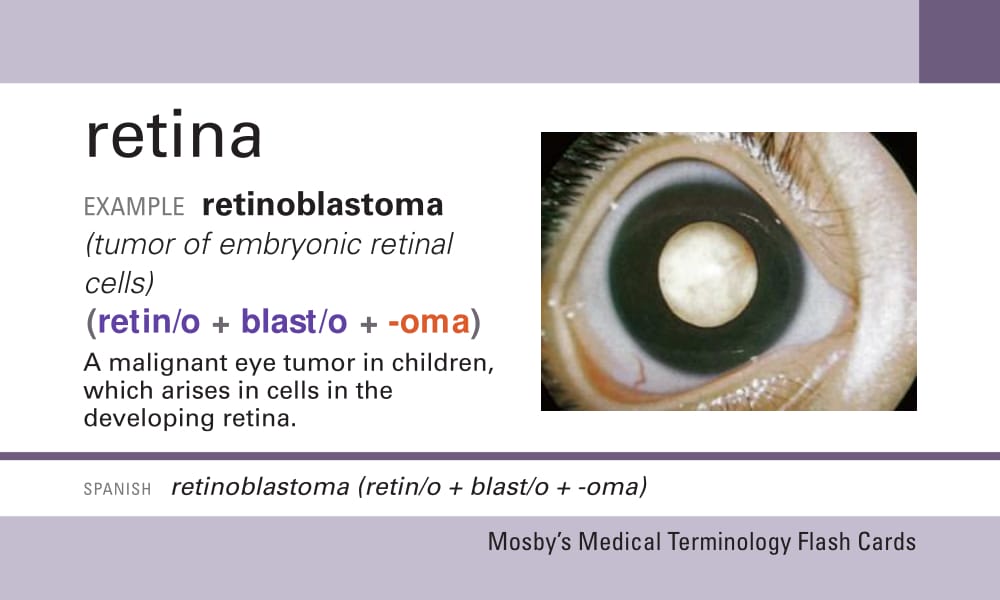 retina
EXAMPLE retinoblastoma
(tumor of embryonic retinal
cells)
(retin/o + blast/o + -oma)
A malignant eye tumor in children,
which arises in cells in the
developing retina.
SPANISH retinoblastoma (retin/o + blast/o + -oma)
Mosby’s Medical Terminology Flash Cards